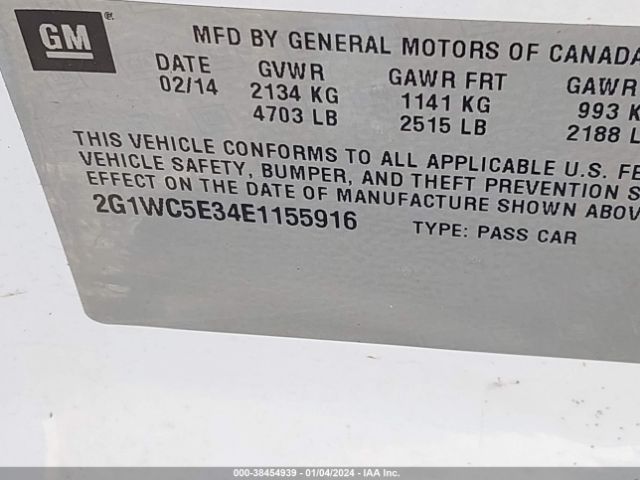 GM
MFD BY GENERAL MOTORS OF CANADA
DATE GVWR GAWR FRT GAWR
02/14 2134 KG 1141 KG 993 K
4703 LB 2515 LB 2188 L
THIS VEHICLE CONFORMS TO ALL APPLICABLE U.S. FE
VEHICLE SAFETY, BUMPER, AND THEFT PREVENTION S
EFFECT ON THE DATE OF MANUFACTURE SHOWN ABOV
2G1WC5E34E1155916 TYPE: PASS CAR
000-38454939 - 01/04/2024 - IAA Inc.